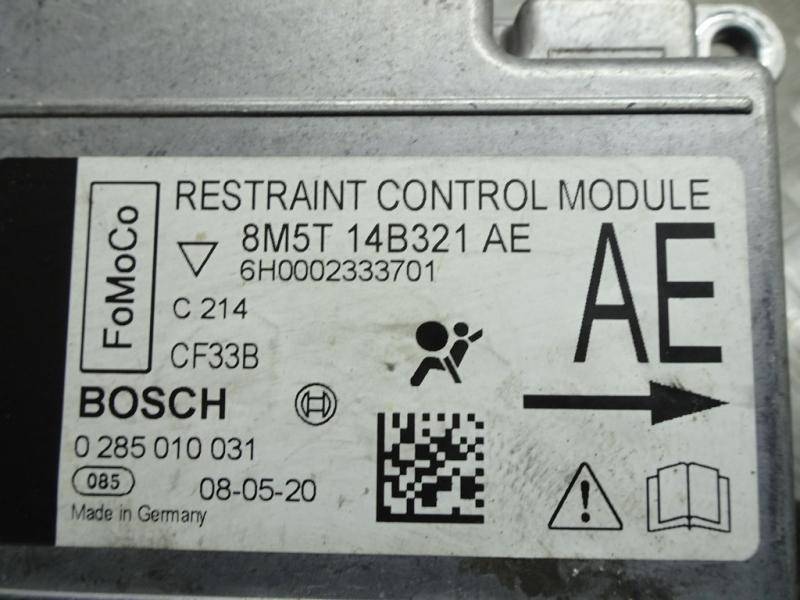 FoMoCo
RESTRAINT CONTROL MODULE
8M5T 14B321 AE
6H0002333701
C 214
CF33B
AE
BOSCH
0 285 010 031
085
08-05-20
Made in Germany